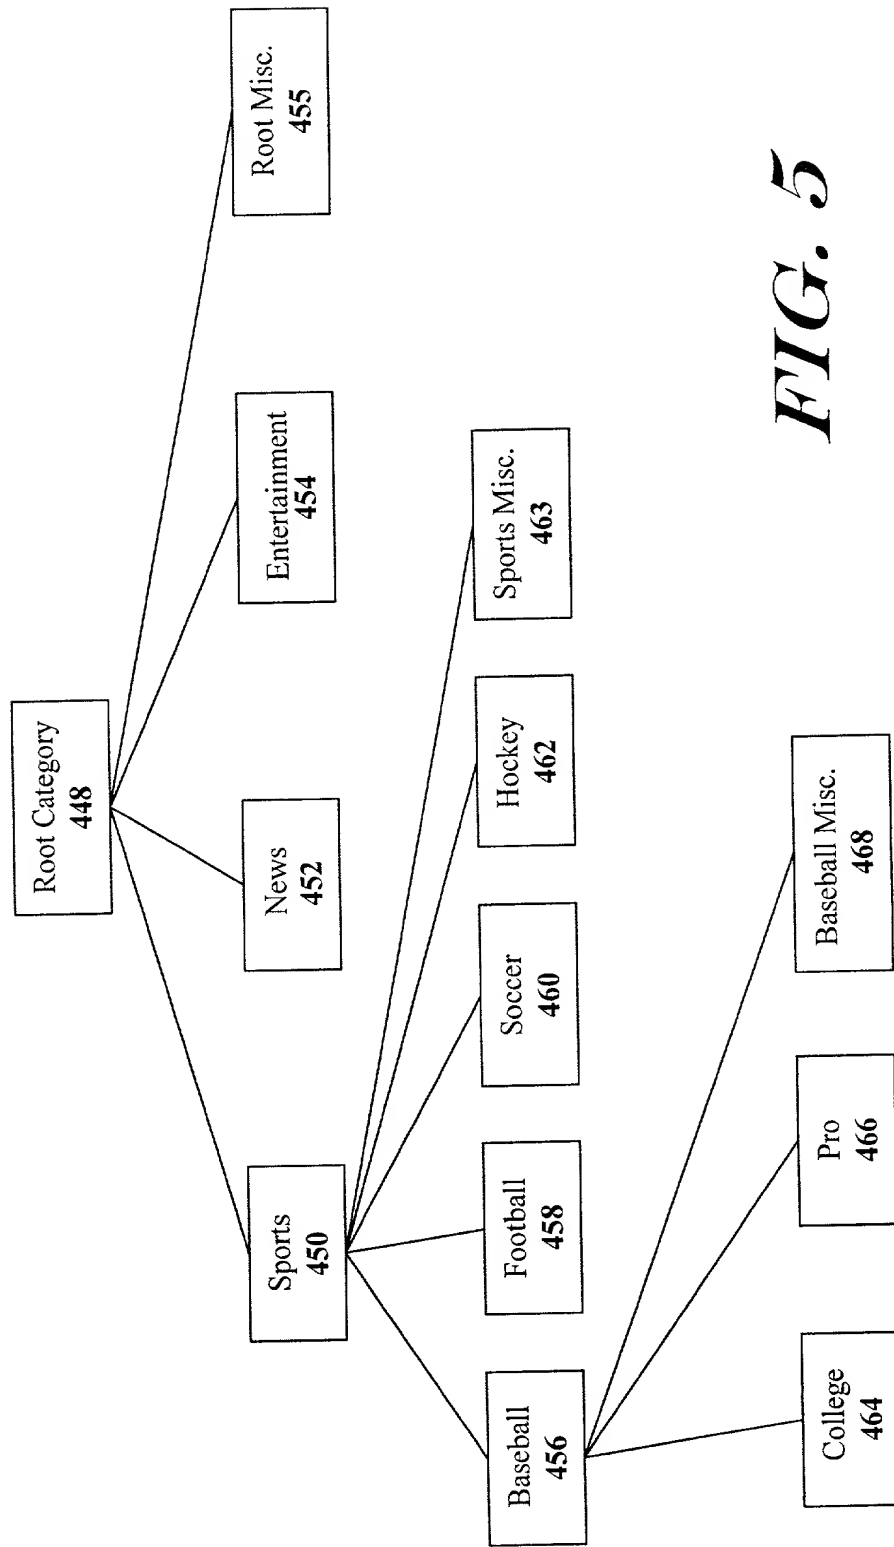 Root Category
448
Sports
450
News
452
Entertainment
454
Root Misc.
455
Baseball
456
Football
458
Soccer
460
Hockey
462
Sports Misc.
463
College
464
Pro
466
Baseball Misc.
468
FIG. 5